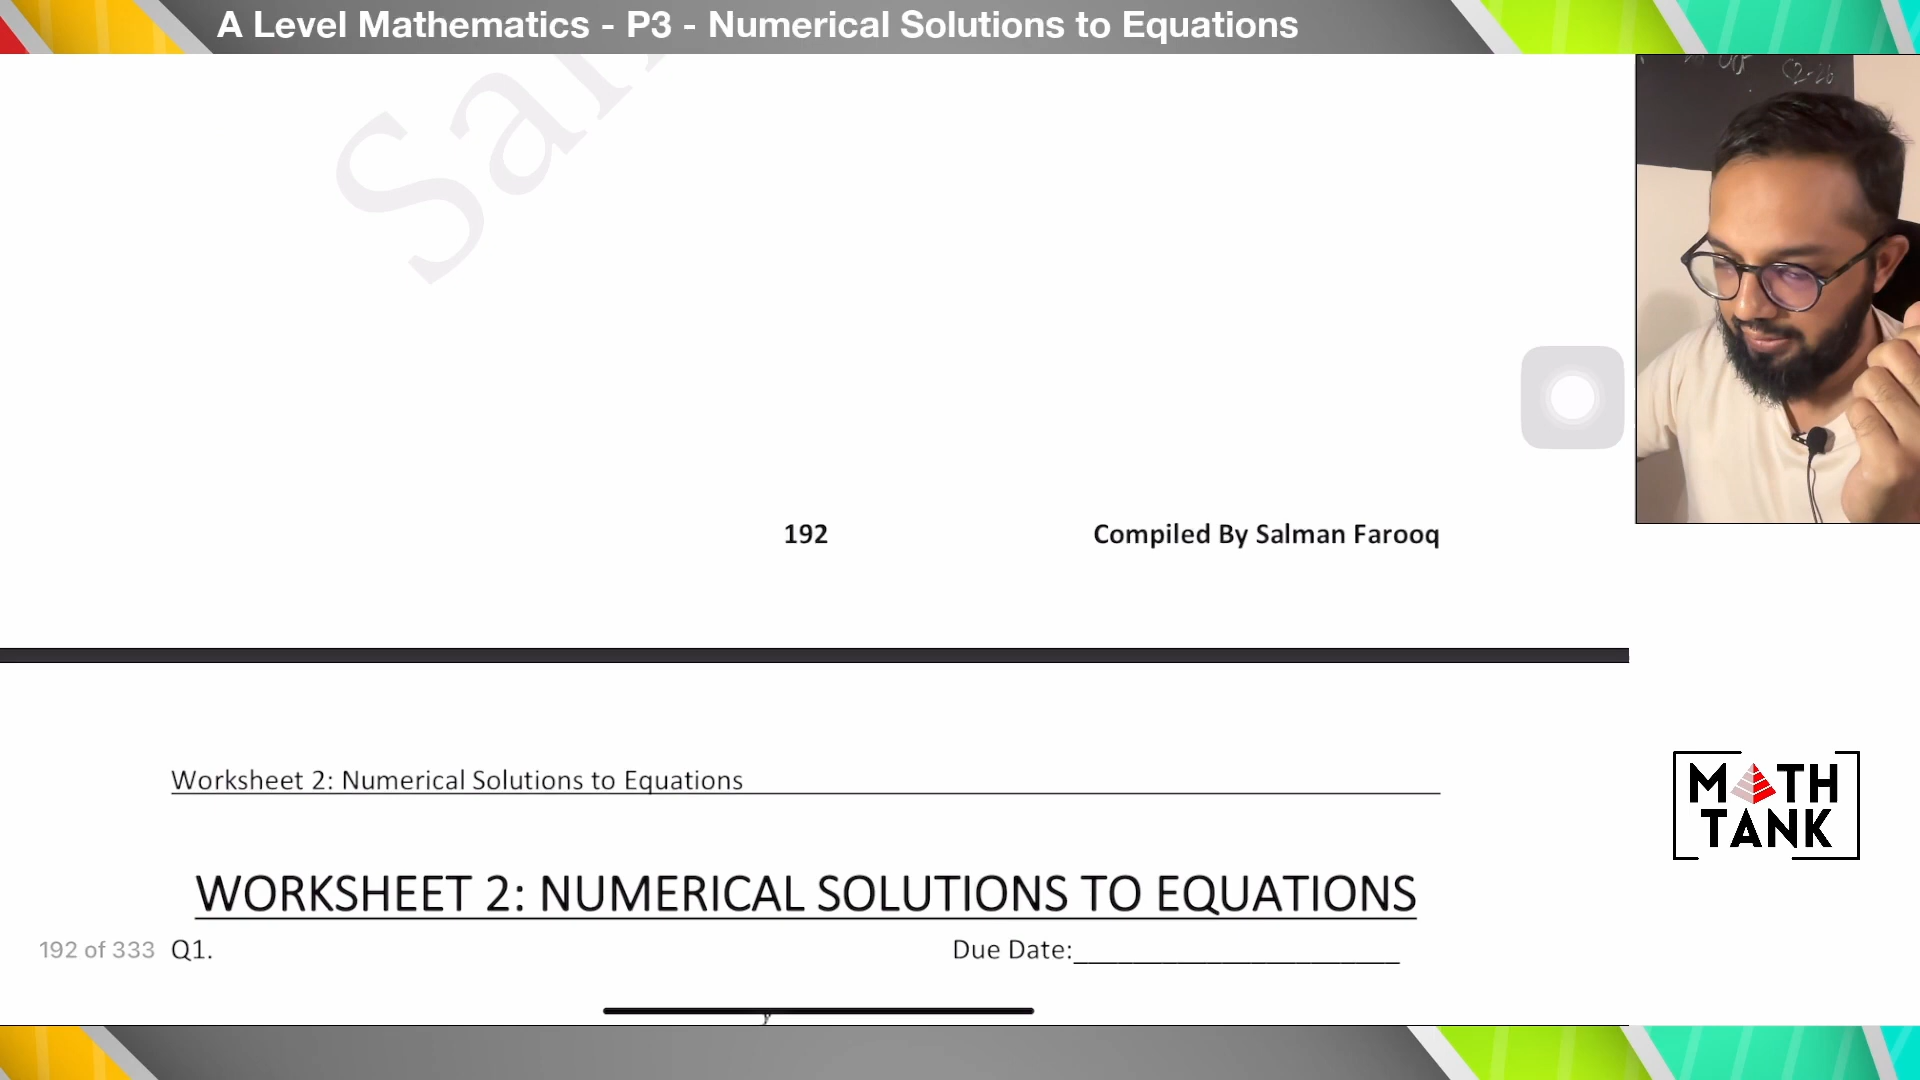 A Level Mathematics - P3 - Numerical Solutions to Equations
192
Compiled By Salman Farooq
Worksheet 2: Numerical Solutions to Equations
WORKSHEET 2: NUMERICAL SOLUTIONS TO EQUATIONS
192 of 333
Q1.
Due Date:______________________
MATH
TANK